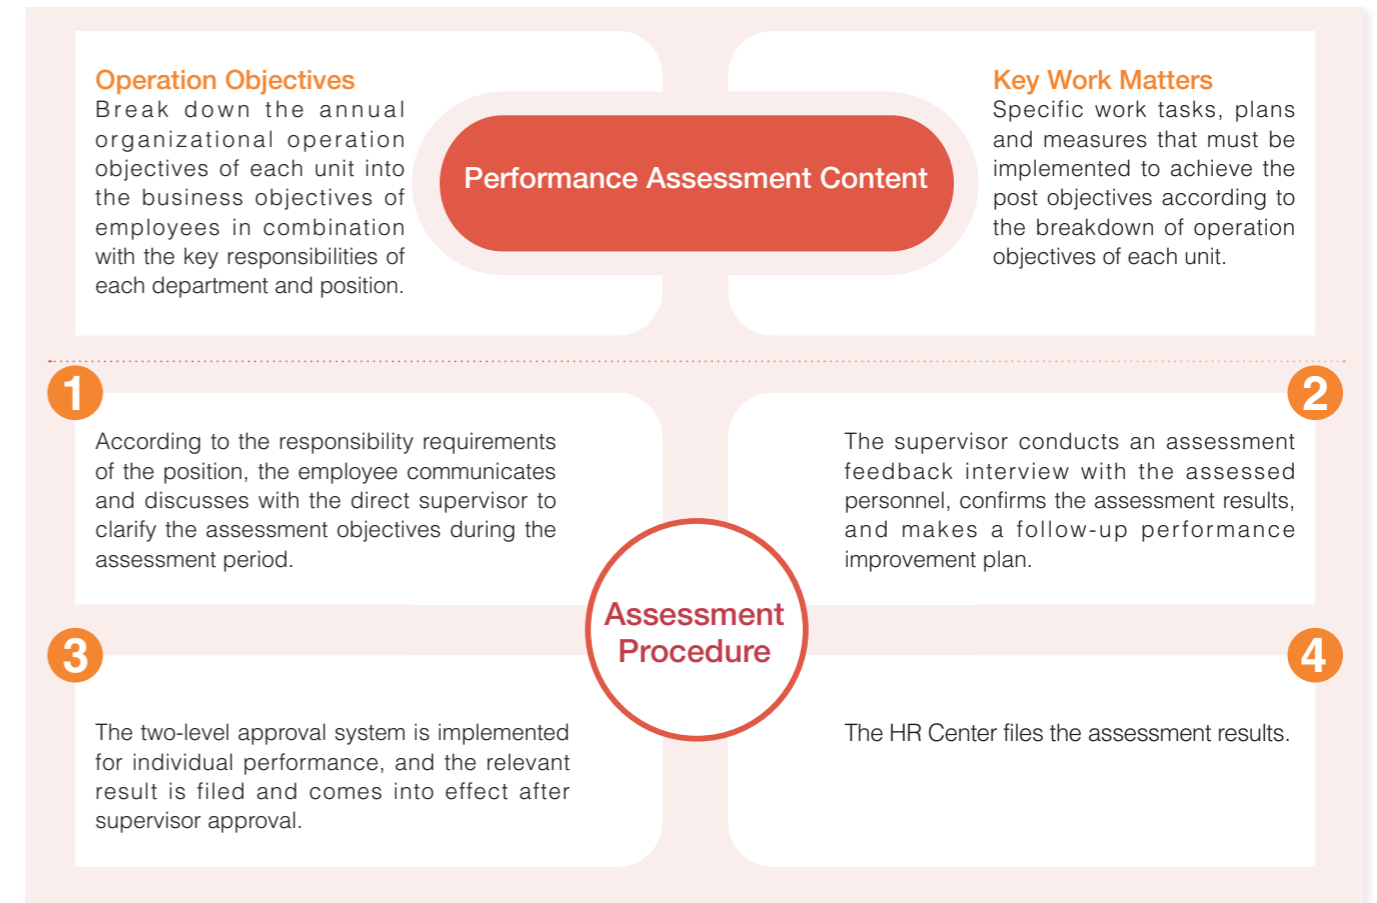 Operation Objectives
Break down the annual
organizational operation
objectives of each unit into
the business objectives of
employees in combination
with the key responsibilities of
each department and position.
Performance Assessment Content
Key Work Matters
Specific work tasks, plans
and measures that must be
implemented to achieve the
post objectives according to
the breakdown of operation
objectives of each unit.
1
According to the responsibility requirements
of the position, the employee communicates
and discusses with the direct supervisor to
clarify the assessment objectives during the
assessment period.
2
The supervisor conducts an assessment
feedback interview with the assessed
personnel, confirms the assessment results,
and makes a follow-up performance
improvement plan.
Assessment
Procedure
3
The two-level approval system is implemented
for individual performance, and the relevant
result is filed and comes into effect after
supervisor approval.
4
The HR Center files the assessment results.